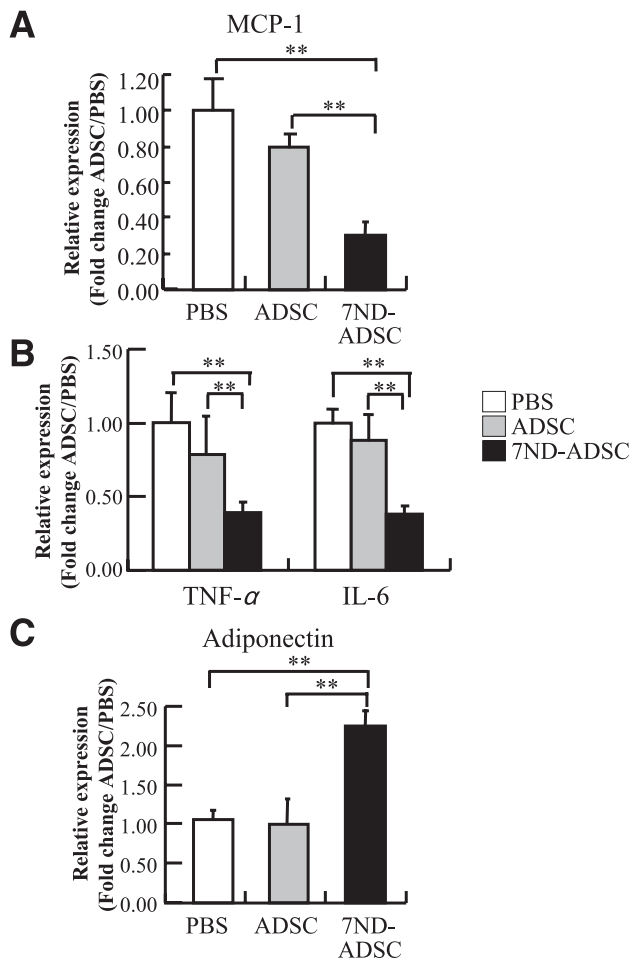 A
MCP-1
**
**
Relative expression
(Fold change ADSC/PBS)
1.20
1.00
0.80
0.60
0.40
0.20
0.00
PBS
ADSC
7ND-
ADSC
B
Relative expression
(Fold change ADSC/PBS)
1.50
1.00
0.50
0.00
**
**
**
**
TNF-α
IL-6
PBS
ADSC
7ND-ADSC
C
Adiponectin
**
**
Relative expression
(Fold change ADSC/PBS)
2.50
2.00
1.50
1.00
0.50
0.00
PBS
ADSC
7ND-
ADSC